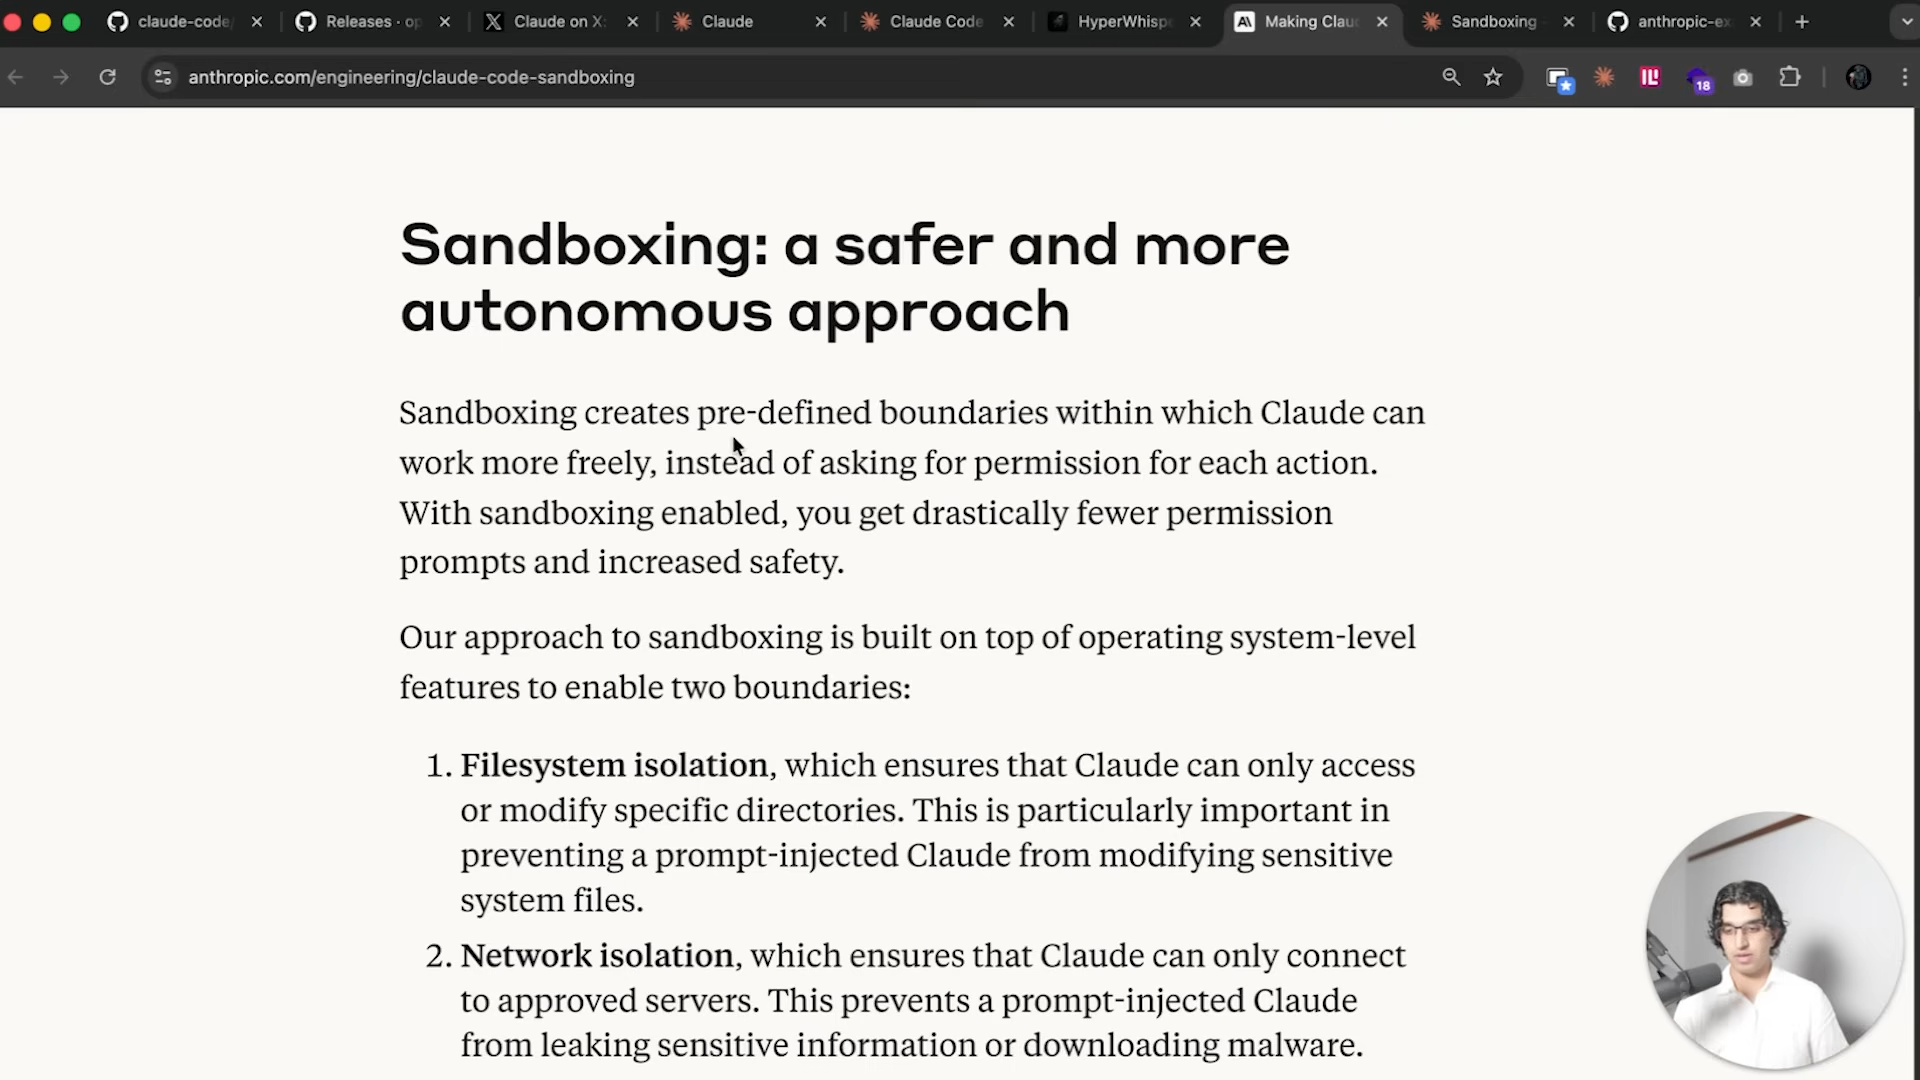 claude-code
Releases · op
Claude on X:
Claude
Claude Code
HyperWhisp
Making Clau
Sandboxing
anthropic-ex
anthropic.com/engineering/claude-code-sandboxing
18
Sandboxing: a safer and more
autonomous approach
Sandboxing creates pre-defined boundaries within which Claude can
work more freely, instead of asking for permission for each action.
With sandboxing enabled, you get drastically fewer permission
prompts and increased safety.
Our approach to sandboxing is built on top of operating system-level
features to enable two boundaries:
1. Filesystem isolation, which ensures that Claude can only access
or modify specific directories. This is particularly important in
preventing a prompt-injected Claude from modifying sensitive
system files.
2. Network isolation, which ensures that Claude can only connect
to approved servers. This prevents a prompt-injected Claude
from leaking sensitive information or downloading malware.